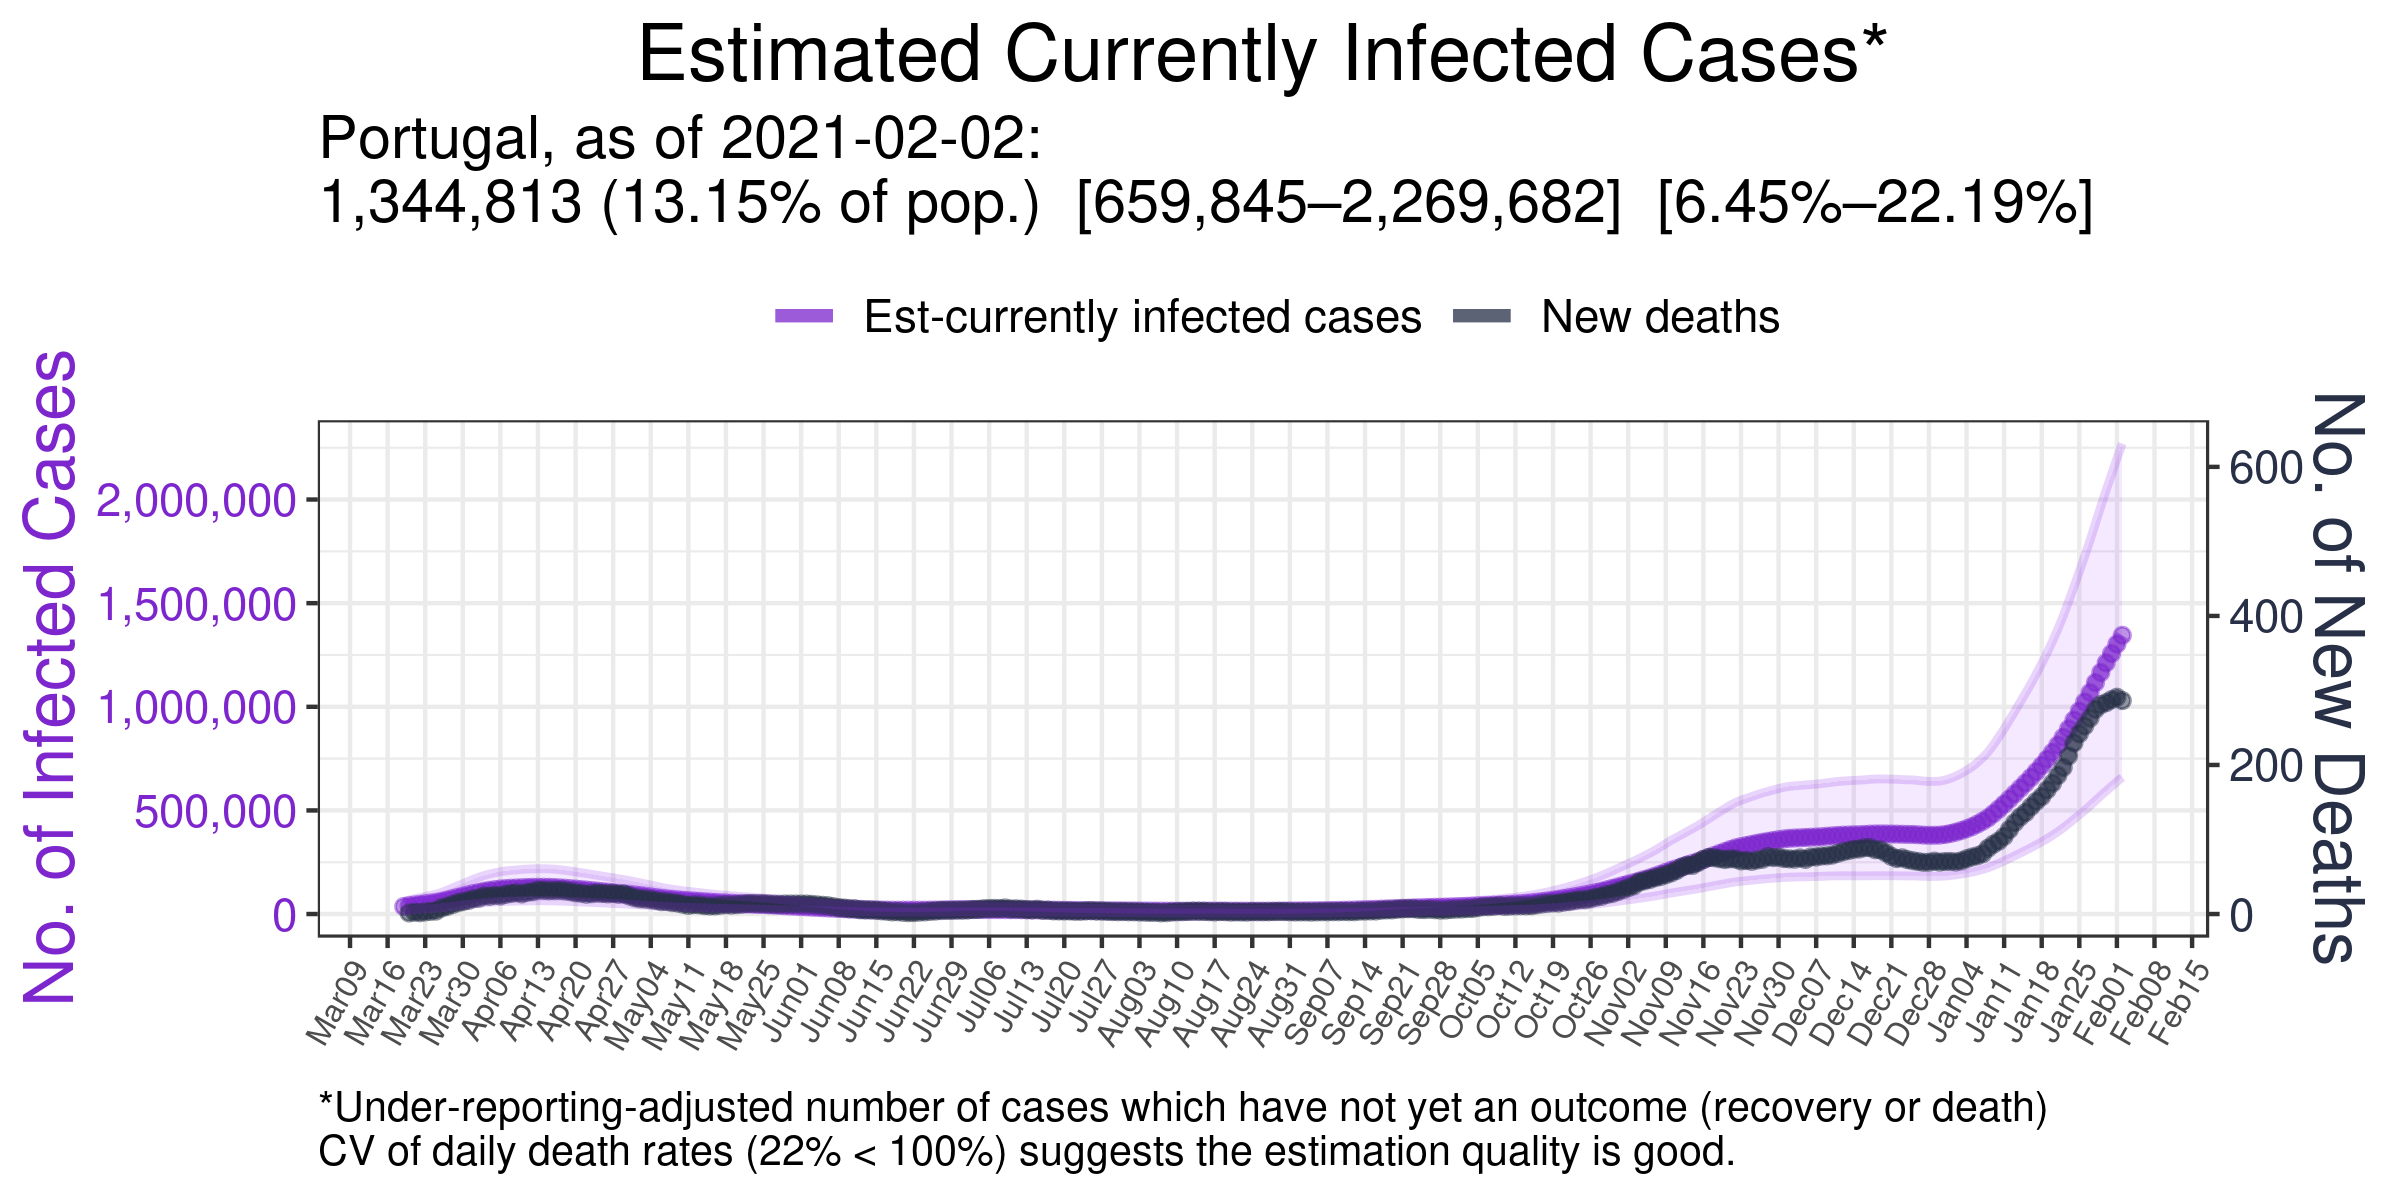 Estimated Currently Infected Cases*
Portugal, as of 2021-02-02:
1,344,813 (13.15% of pop.) [659,845–2,269,682] [6.45%–22.19%]
Est-currently infected cases New deaths
No. of Infected Cases
2,000,000
1,500,000
1,000,000
500,000
0
600
400
200
0
No. of New Deaths
Mar09 Mar16 Mar23 Mar30 Apr06 Apr13 Apr20 Apr27 May04 May11 May18 May25 Jun01 Jun08 Jun15 Jun22 Jun29 Jul06 Jul13 Jul20 Jul27 Aug03 Aug10 Aug17 Aug24 Aug31 Sep07 Sep14 Sep21 Sep28 Oct05 Oct12 Oct19 Oct26 Nov02 Nov09 Nov16 Nov23 Nov30 Dec07 Dec14 Dec21 Dec28 Jan04 Jan11 Jan18 Jan25 Feb01 Feb08 Feb15
*Under-reporting-adjusted number of cases which have not yet an outcome (recovery or death)
CV of daily death rates (22% < 100%) suggests the estimation quality is good.